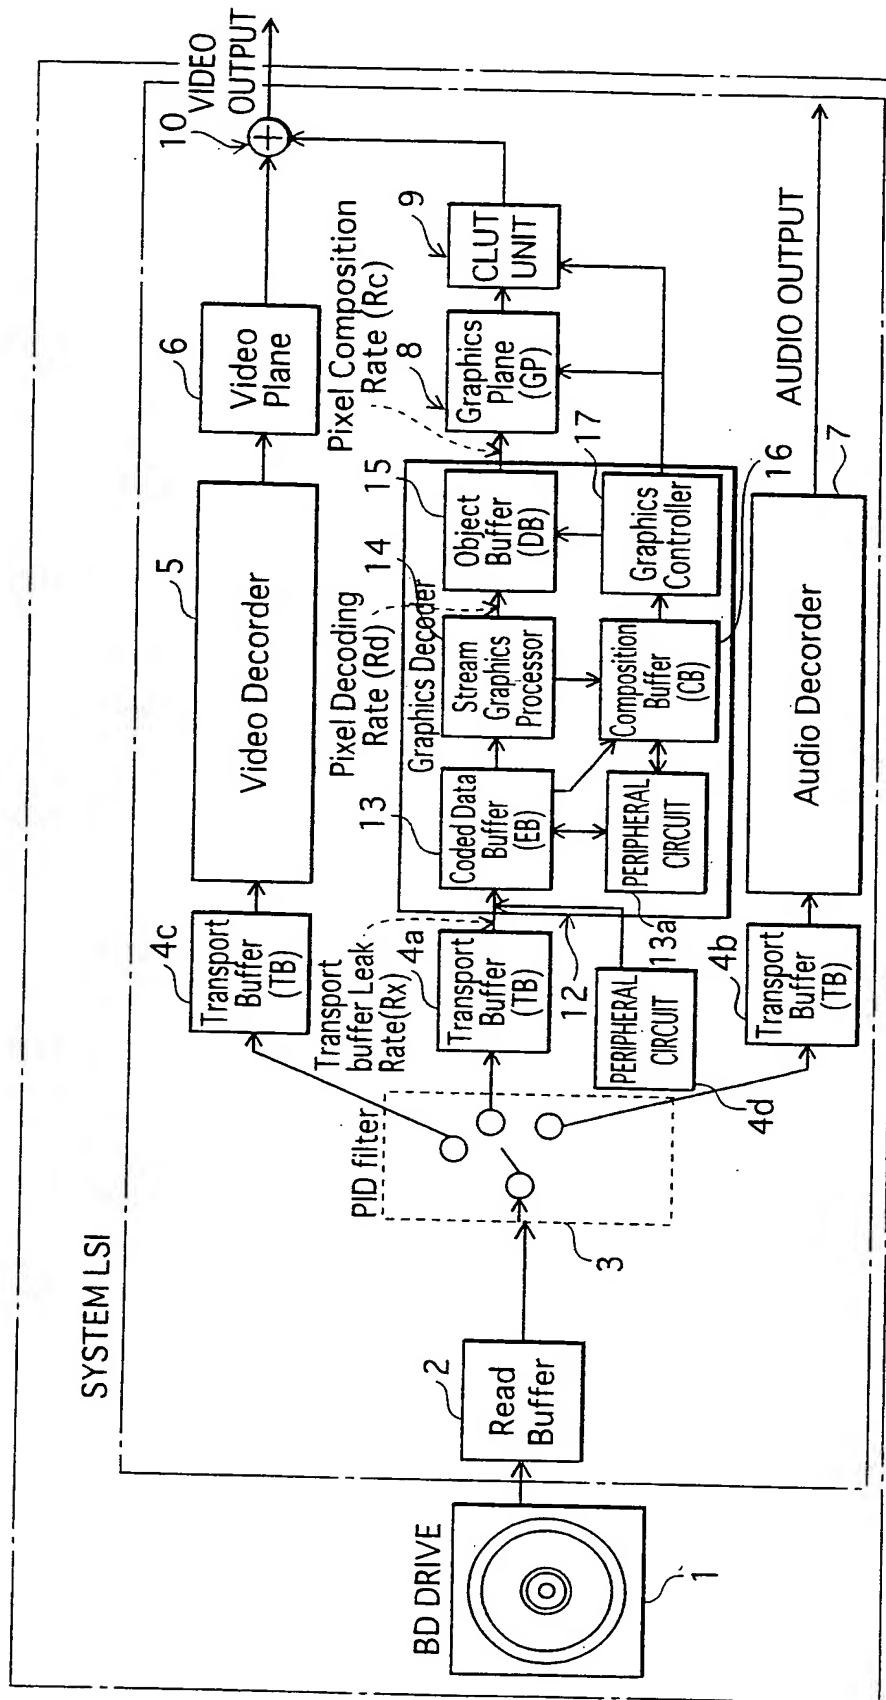 SYSTEM LSI
BD DRIVE
1
2
Read
Buffer
PID filter
3
4c
Transport
Buffer
(TB)
5
Video Decorder
6
Video
Plane
10
VIDEO
OUTPUT
Transport
buffer Leak
Rate(Rx)
4a
Transport
Buffer
(TB)
PERIPHERAL
CIRCUIT
4d
12
13
Coded Data
Buffer
(EB)
PERIPHERAL
CIRCUIT
13a
Pixel Decoding
Rate (Rd)
Graphics Decoder
14
Stream
Graphics
Processor
15
Object
Buffer
(DB)
Composition
Buffer
(CB)
16
17
Graphics
Controller
Pixel Composition
Rate (Rc)
8
Graphics
Plane
(GP)
9
CLUT
UNIT
4b
Transport
Buffer
(TB)
Audio Decorder
7
AUDIO OUTPUT